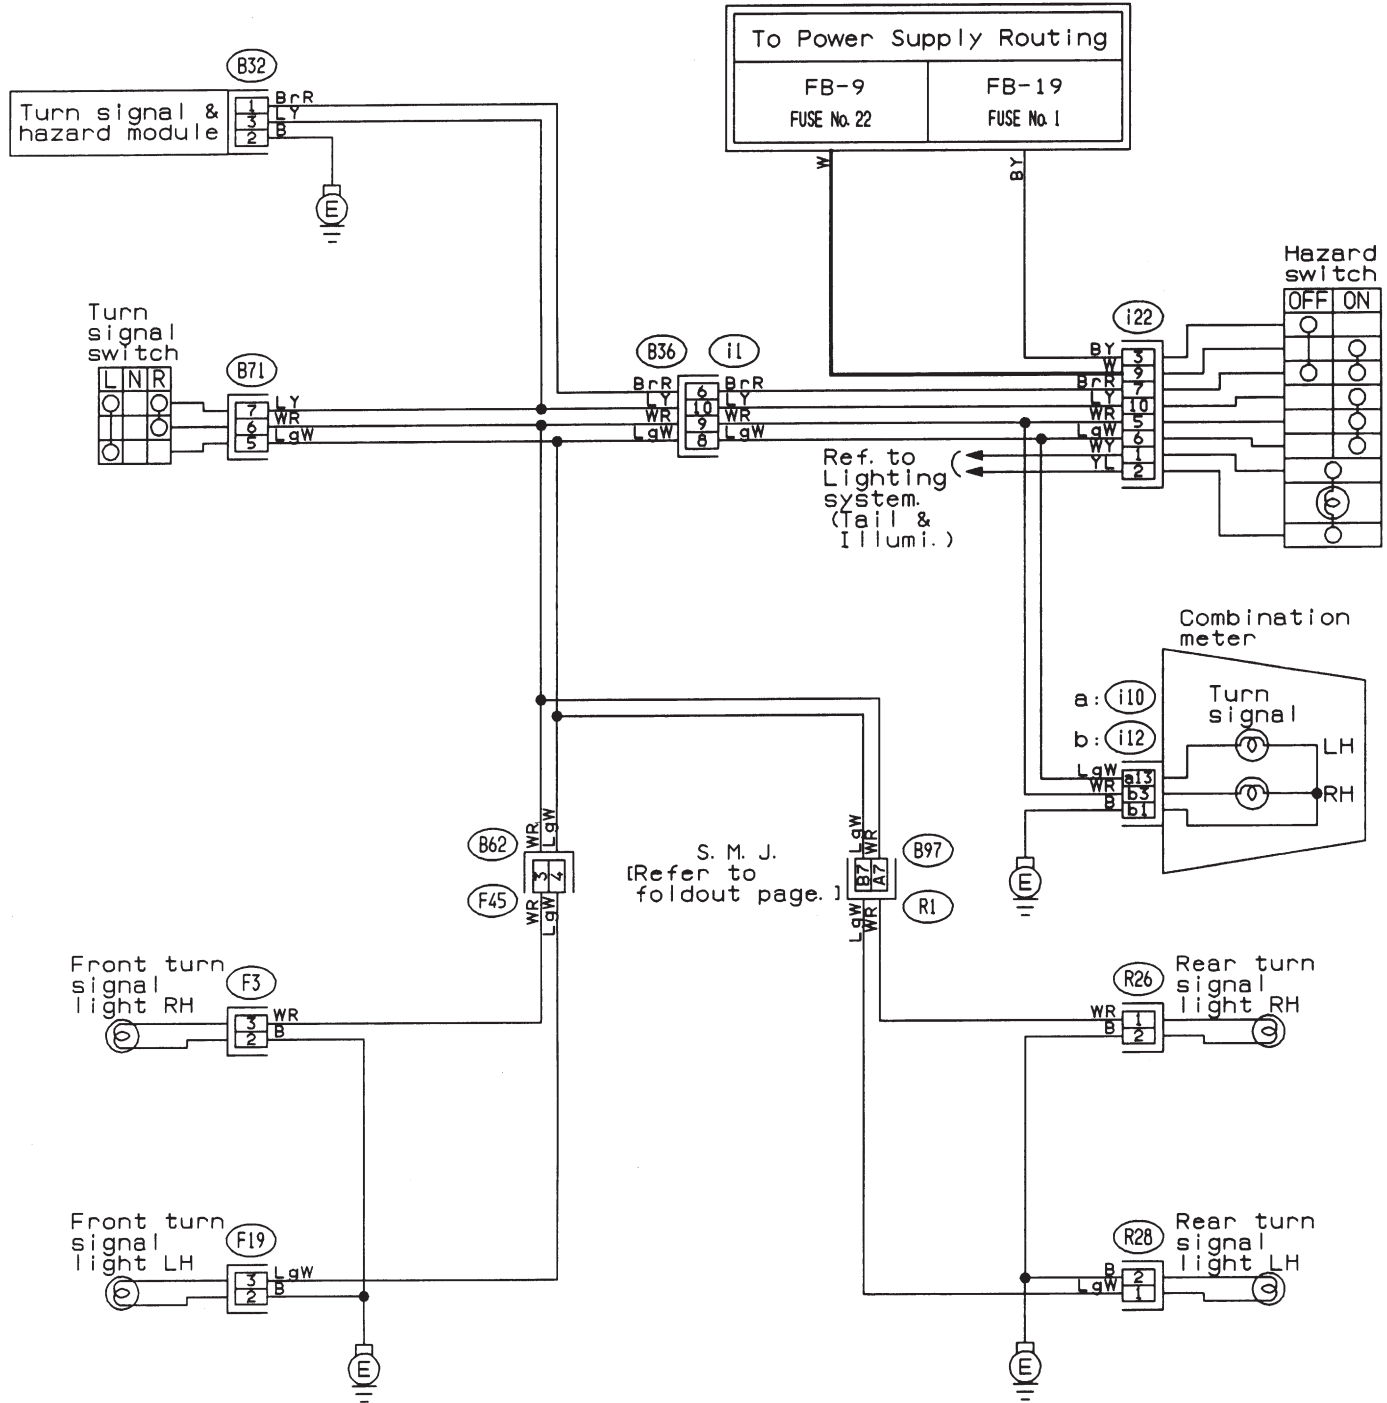 To Power Supply Routing
FB-9
FUSE No. 22
FB-19
FUSE No. 1
W
BY
B32
Turn signal &
hazard module
1
3
2
BrR
LY
B
E
Hazard
switch
OFF ON
i22
BY
W
BrR
LY
WR
LgW
WY
YL
3
9
7
10
5
6
1
2
Turn
signal
switch
L N R
B71
7
6
5
LY
WR
LgW
B36
i1
BrR
LY
WR
LgW
6
10
9
8
BrR
LY
WR
LgW
Ref. to
Lighting
system.
(Tail &
Illumi.)
Combination
meter
a: i10
b: i12
Turn
signal
LH
RH
LgW
WR
B
a13
b3
b1
E
WR
LgW
B62
3
4
F45
WR
LgW
S. M. J.
[Refer to
foldout page.]
LgW
WR
B97
B7
A7
R1
LgW
WR
Front turn
signal
light RH
F3
3
2
WR
B
R26
Rear turn
signal
light RH
WR
B
1
2
Front turn
signal
light LH
F19
3
2
LgW
B
E
R28
Rear turn
signal
light LH
B
LgW
2
1
E